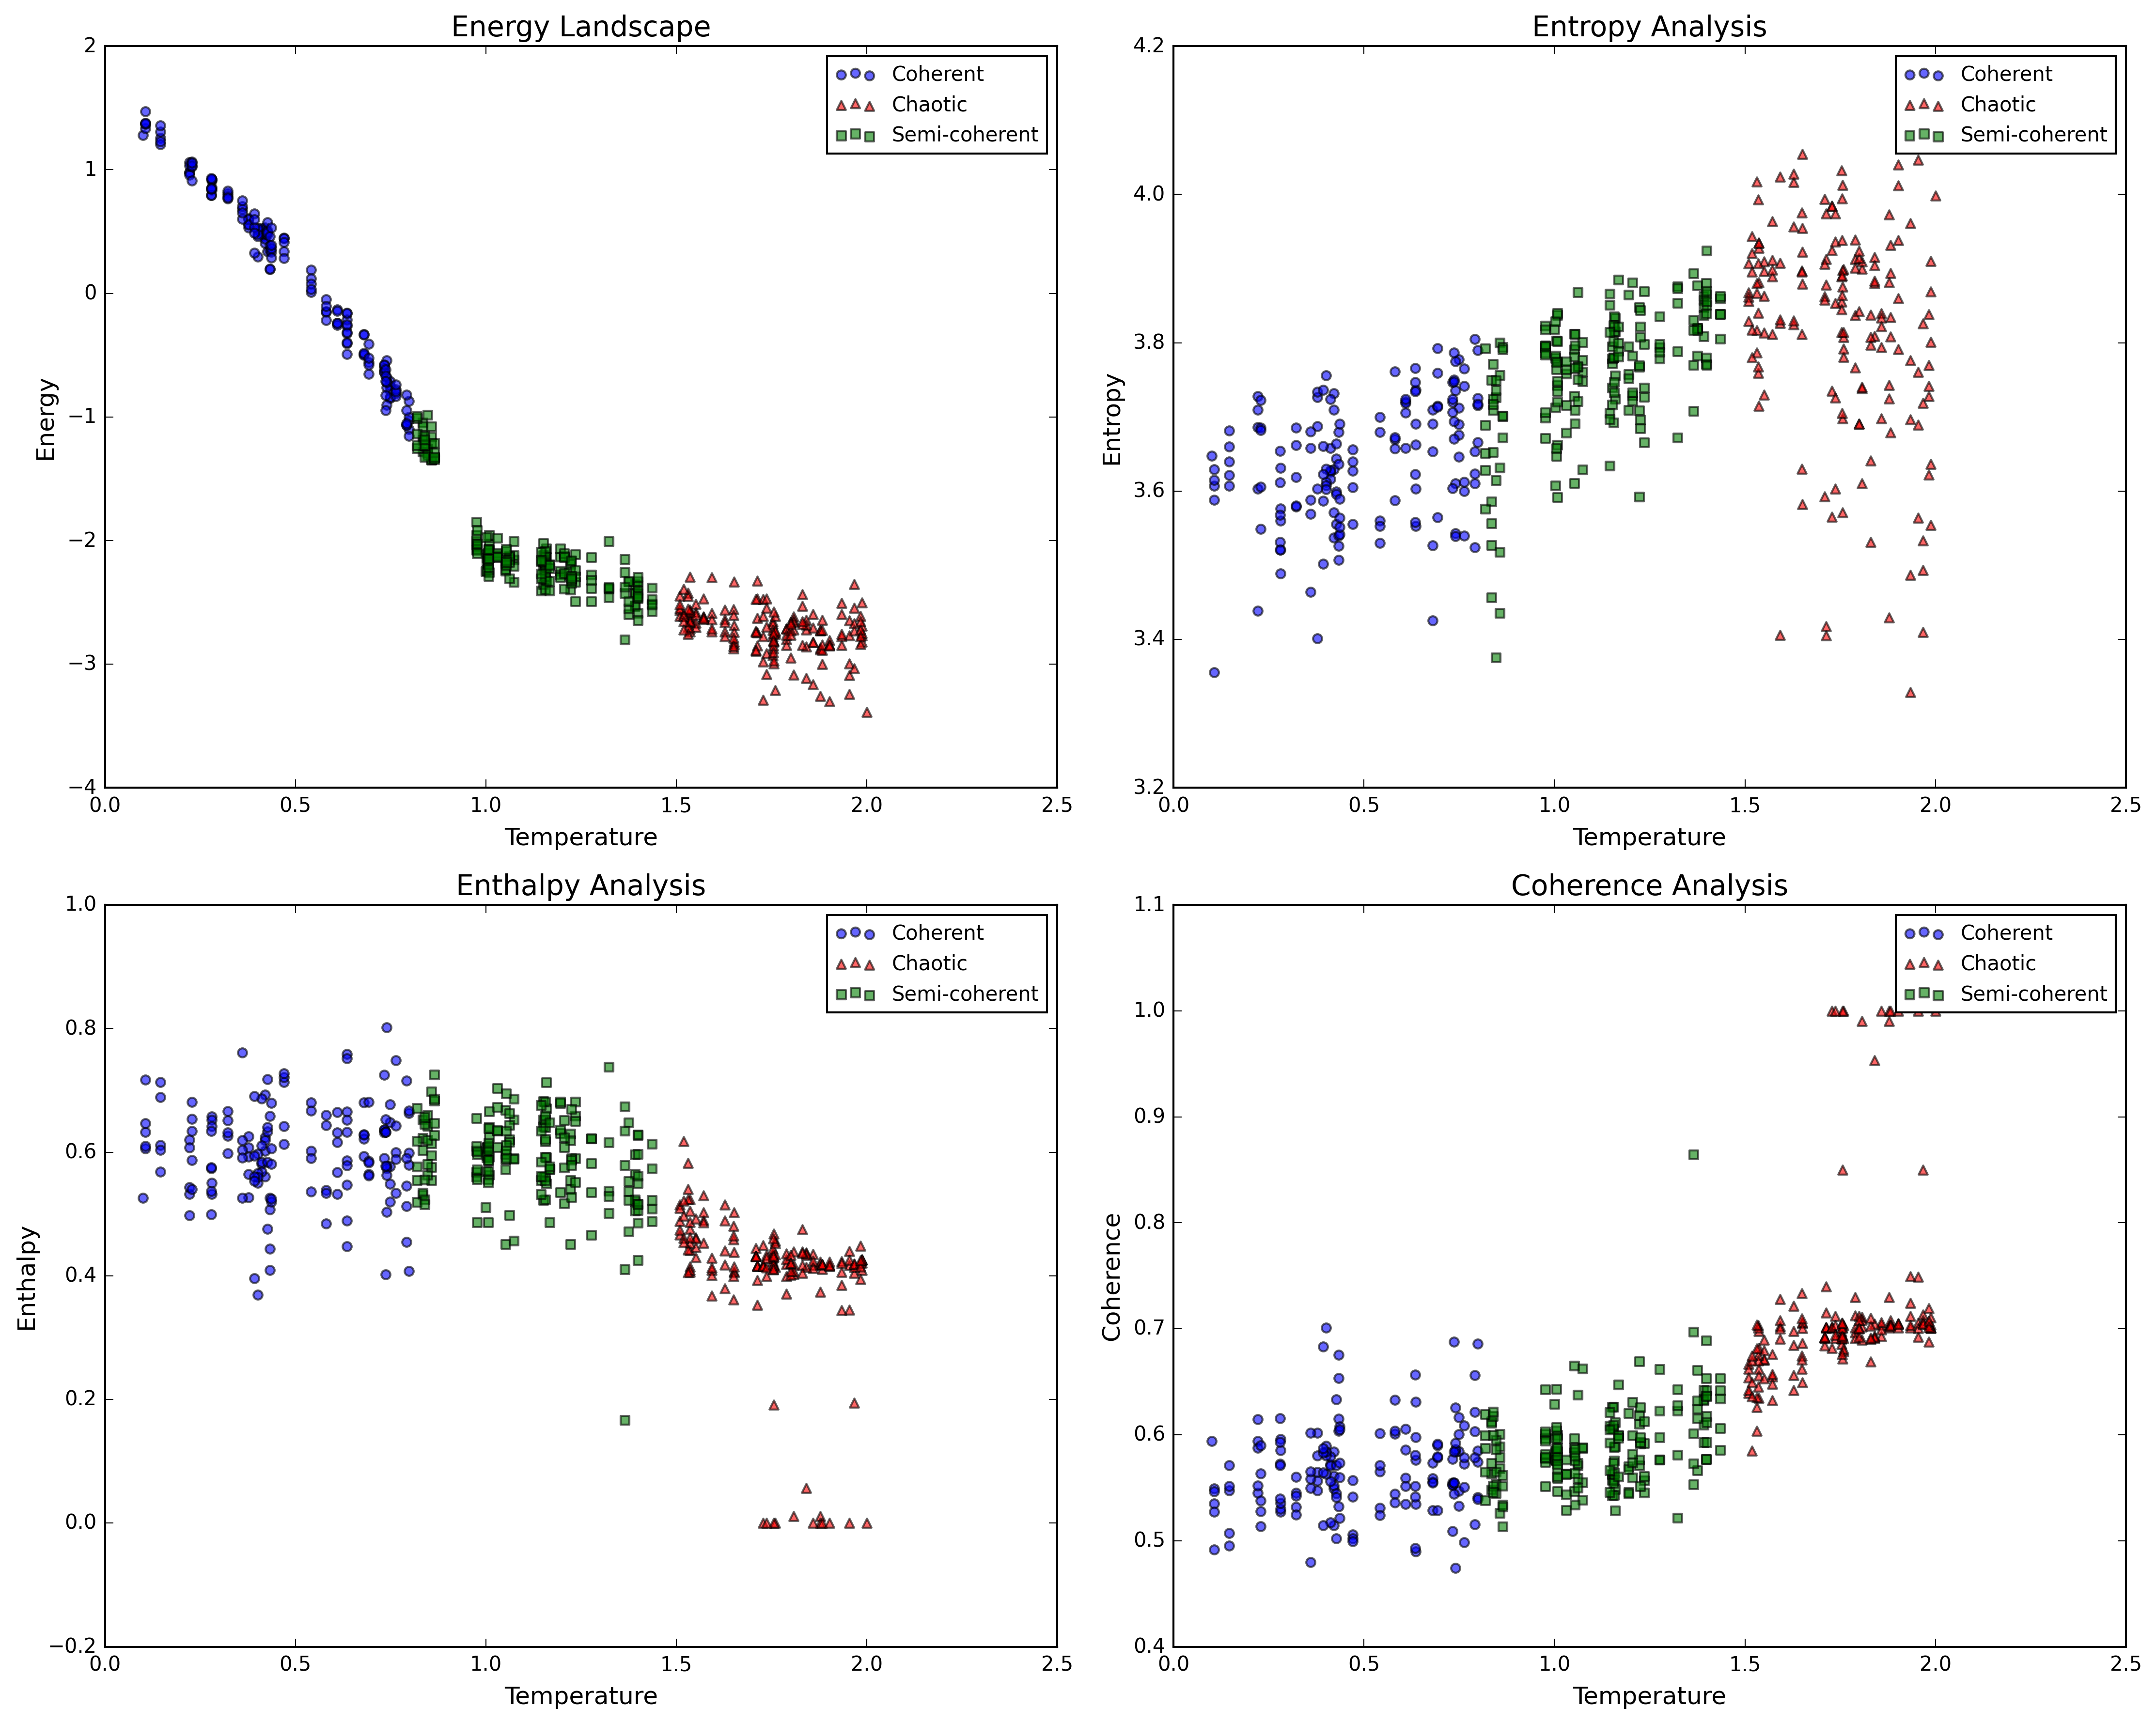 Energy Landscape
2
1
0
−1
−2
−3
−4
Energy
0.0 0.5 1.0 1.5 2.0 2.5
Temperature
Coherent
Chaotic
Semi-coherent
Entropy Analysis
4.2
4.0
3.8
3.6
3.4
3.2
Entropy
0.0 0.5 1.0 1.5 2.0 2.5
Temperature
Coherent
Chaotic
Semi-coherent
Enthalpy Analysis
1.0
0.8
0.6
0.4
0.2
0.0
−0.2
Enthalpy
0.0 0.5 1.0 1.5 2.0 2.5
Temperature
Coherent
Chaotic
Semi-coherent
Coherence Analysis
1.1
1.0
0.9
0.8
0.7
0.6
0.5
0.4
Coherence
0.0 0.5 1.0 1.5 2.0 2.5
Temperature
Coherent
Chaotic
Semi-coherent